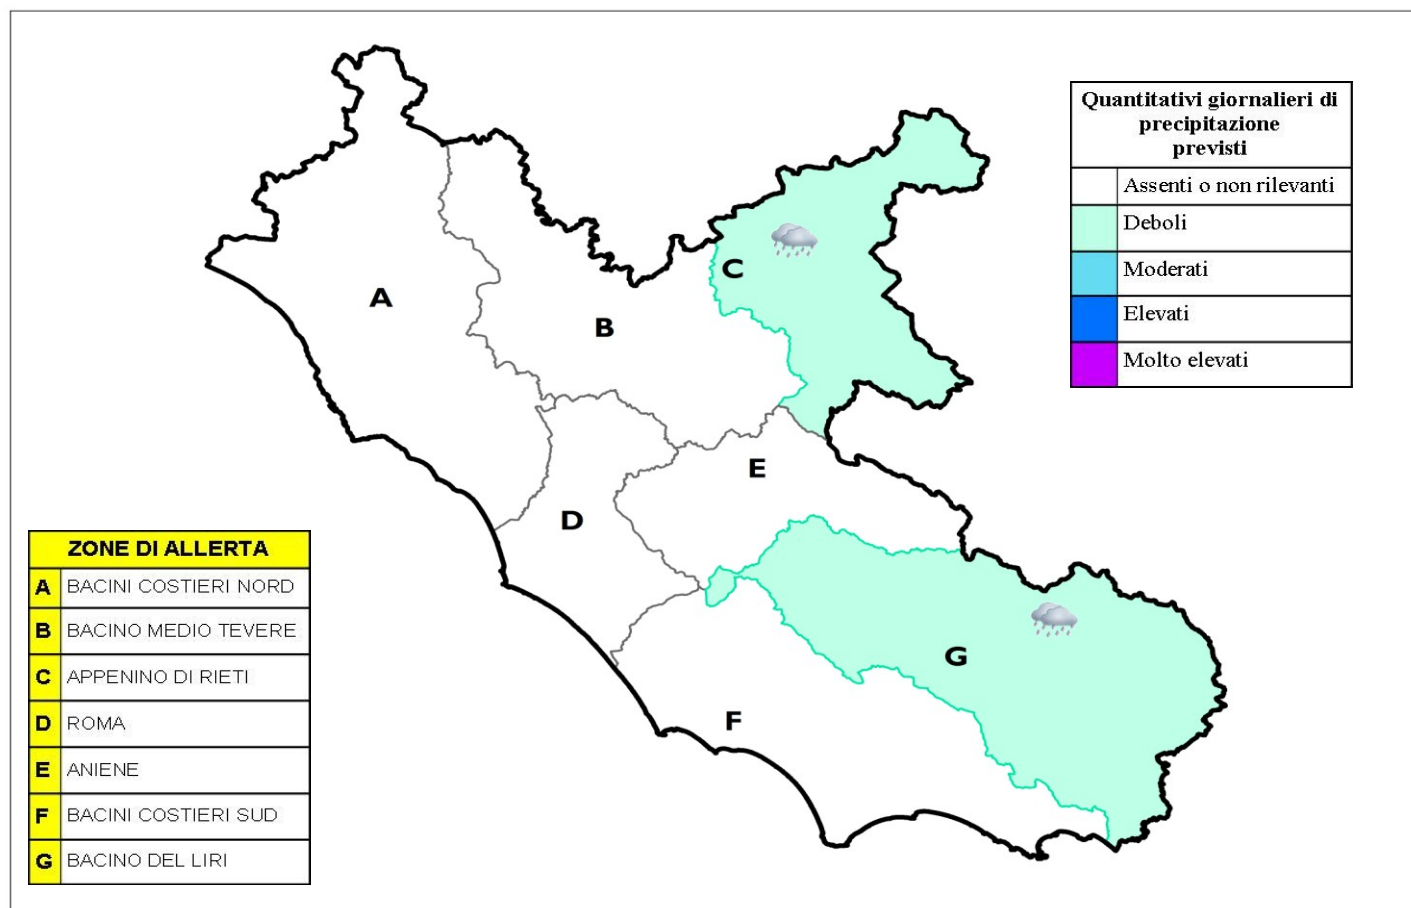 Quantitativi giornalieri di
precipitazione
previsti
Assenti o non rilevanti
Deboli
Moderati
Elevati
Molto elevati
C
A
B
E
D
G
F
ZONE DI ALLERTA
A BACINI COSTIERI NORD
B BACINO MEDIO TEVERE
C APPENINO DI RIETI
D ROMA
E ANIENE
F BACINI COSTIERI SUD
G BACINO DEL LIRI